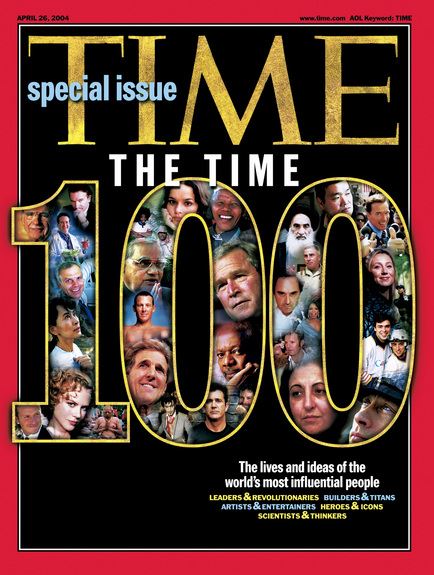 APRIL 26, 2004
www.time.com AOL Keyword: TIME
TIME
special issue
THE TIME
100
The lives and ideas of the
world's most influential people
LEADERS & REVOLUTIONARIES BUILDERS & TITANS
ARTISTS & ENTERTAINERS HEROES & ICONS
SCIENTISTS & THINKERS